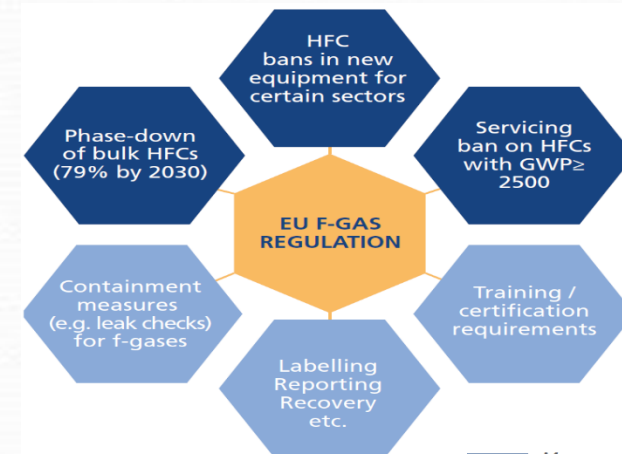 HFC
bans in new
equipment for
certain sectors
Phase-down
of bulk HFCs
(79% by 2030)
Servicing
ban on HFCs
with GWP≥
2500
EU F-GAS
REGULATION
Containment
measures
(e.g. leak checks)
for f-gases
Training /
certification
requirements
Labelling
Reporting
Recovery
etc.